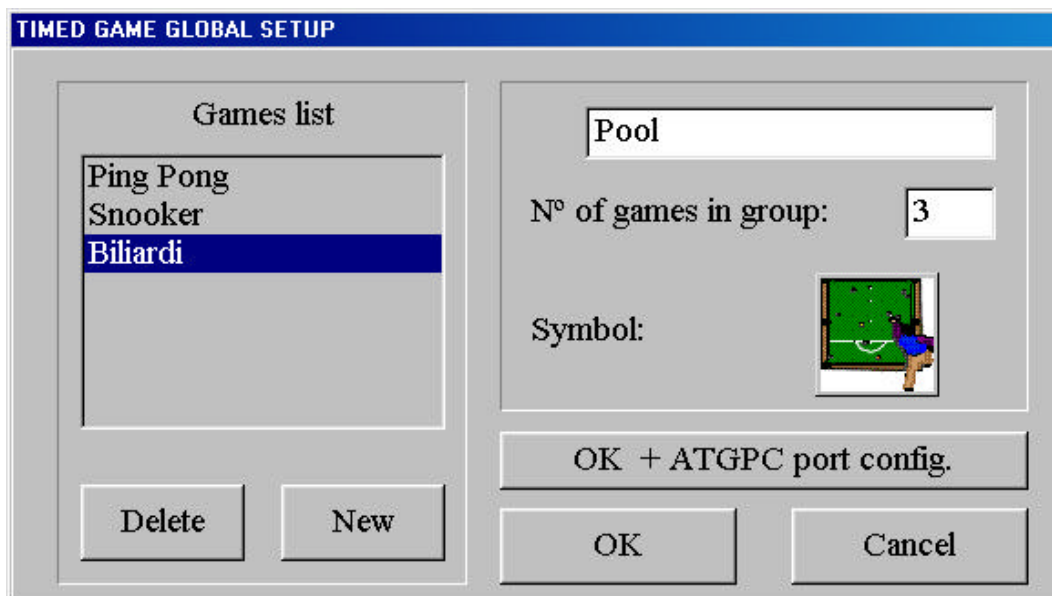 TIMED GAME GLOBAL SETUP
Games list
Ping Pong
Snooker
Biliardi
Delete
New
Pool
Nº of games in group:
3
Symbol:
OK + ATGPC port config.
OK
Cancel